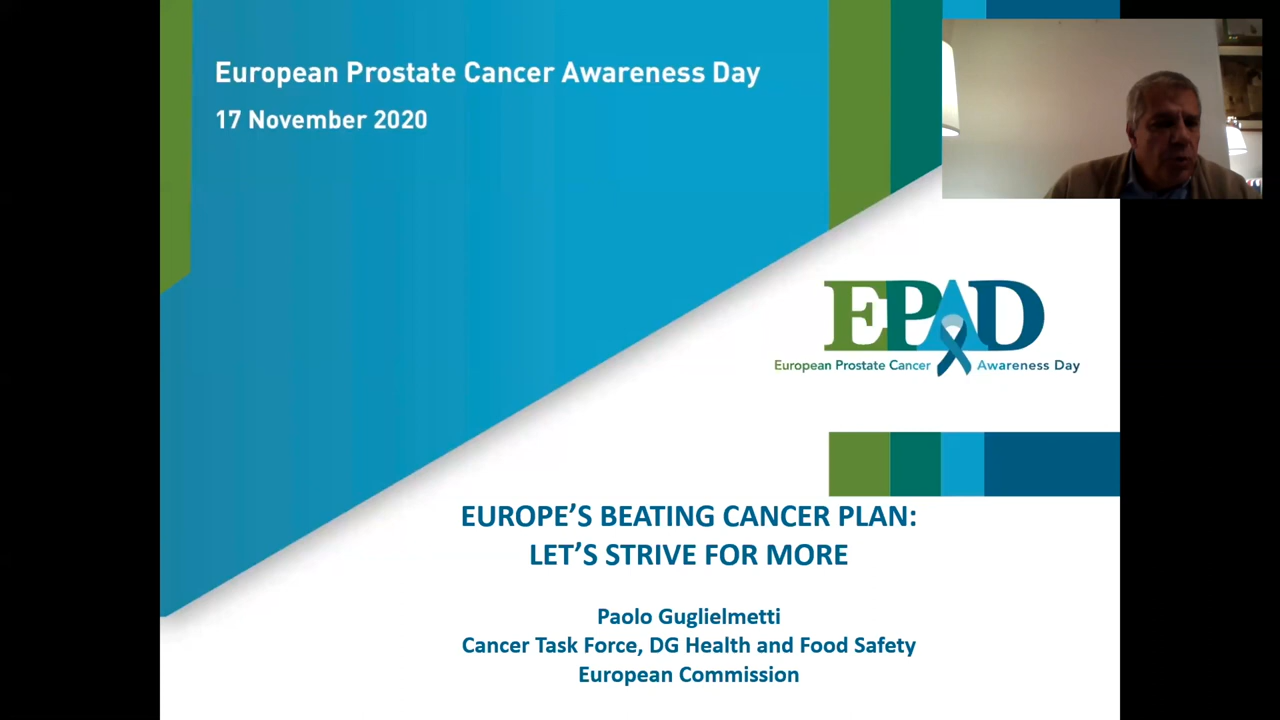 European Prostate Cancer Awareness Day
17 November 2020
EPAD
European Prostate Cancer Awareness Day
EUROPE'S BEATING CANCER PLAN:
LET'S STRIVE FOR MORE
Paolo Guglielmetti
Cancer Task Force, DG Health and Food Safety
European Commission